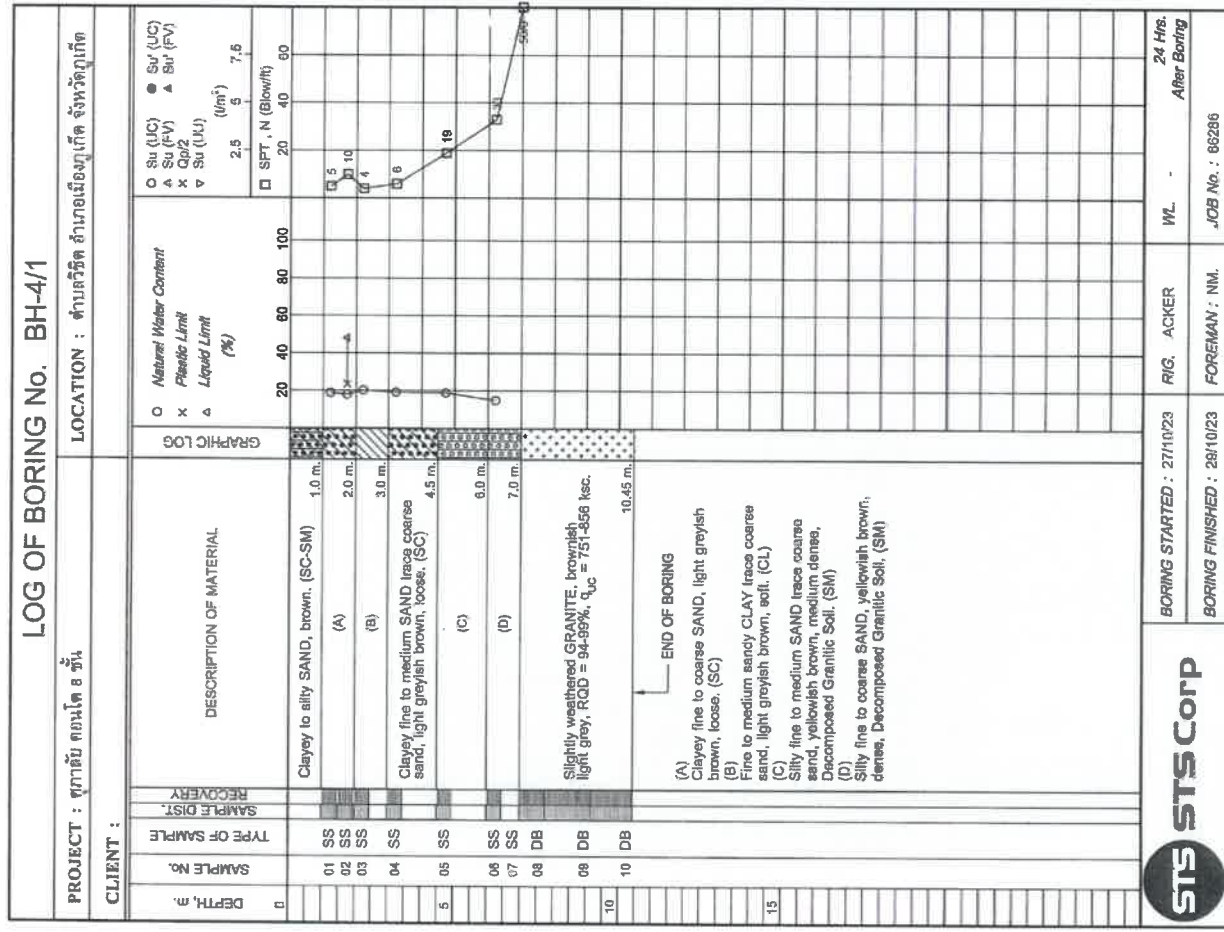 LOG OF BORING No. BH-4/1
PROJECT : ศุภาลัย คอนโด 8 ชั้น
LOCATION : ตำบลวิชิต อำเภอเมืองภูเก็ต จังหวัดภูเก็ต
CLIENT :
DEPTH, m.
SAMPLE No.
TYPE OF SAMPLE
SAMPLE DIST.
RECOVERY
DESCRIPTION OF MATERIAL
GRAPHIC LOG
○ Natural Water Content
× Plastic Limit
△ Liquid Limit
(%)
20 40 60 80 100
○ Su (UC) ● Su' (UC)
△ Su (FV) ▲ Su' (FV)
× Qp/2
▽ Su (UU) (t/m²)
2.5 5 7.5
□ SPT , N (Blow/ft)
20 40 60
0
Clayey to silty SAND, brown. (SC-SM)
1.0 m.
01 SS
5
(A)
02 SS
10
2.0 m.
03 SS
(B)
4
3.0 m.
04 SS
6
Clayey fine to medium SAND trace coarse
sand, light greyish brown, loose. (SC)
4.5 m.
5
05 SS
19
(C)
6.0 m.
06 SS
(D)
07 SS
7.0 m.
08 DB
Slightly weathered GRANITE, brownish
light grey, RQD = 94-99%, quc = 751-856 ksc.
09 DB
10
10 DB
10.45 m.
END OF BORING
(A)
Clayey fine to coarse SAND, light greyish
brown, loose. (SC)
(B)
Fine to medium sandy CLAY trace coarse
sand, light greyish brown, soft. (CL)
(C)
Silty fine to medium SAND trace coarse
sand, yellowish brown, medium dense,
Decomposed Granitic Soil. (SM)
(D)
Silty fine to coarse SAND, yellowish brown,
dense, Decomposed Granitic Soil. (SM)
15
STS STS Corp
BORING STARTED : 27/10/23
RIG. ACKER
WL. -
24 Hrs.
After Boring
BORING FINISHED : 29/10/23
FOREMAN : NM.
JOB No. : 66286